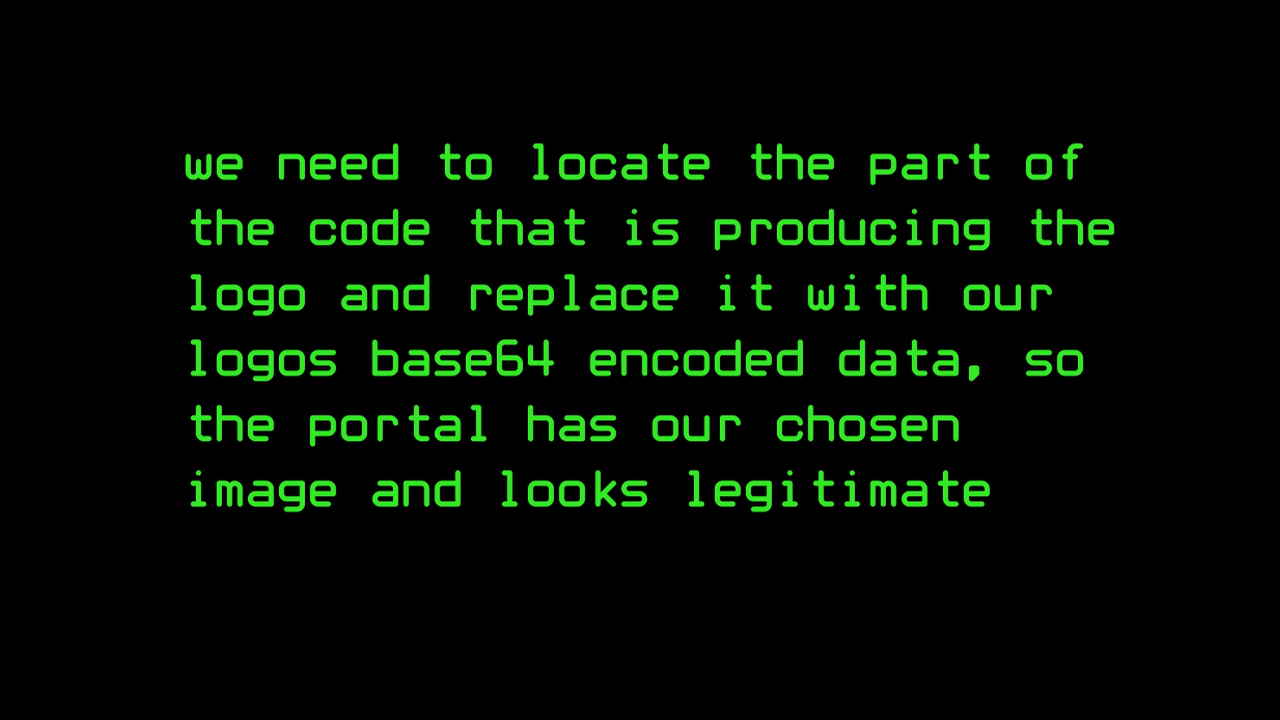 we need to locate the part of
the code that is producing the
logo and replace it with our
logos base64 encoded data, so
the portal has our chosen
image and looks legitimate